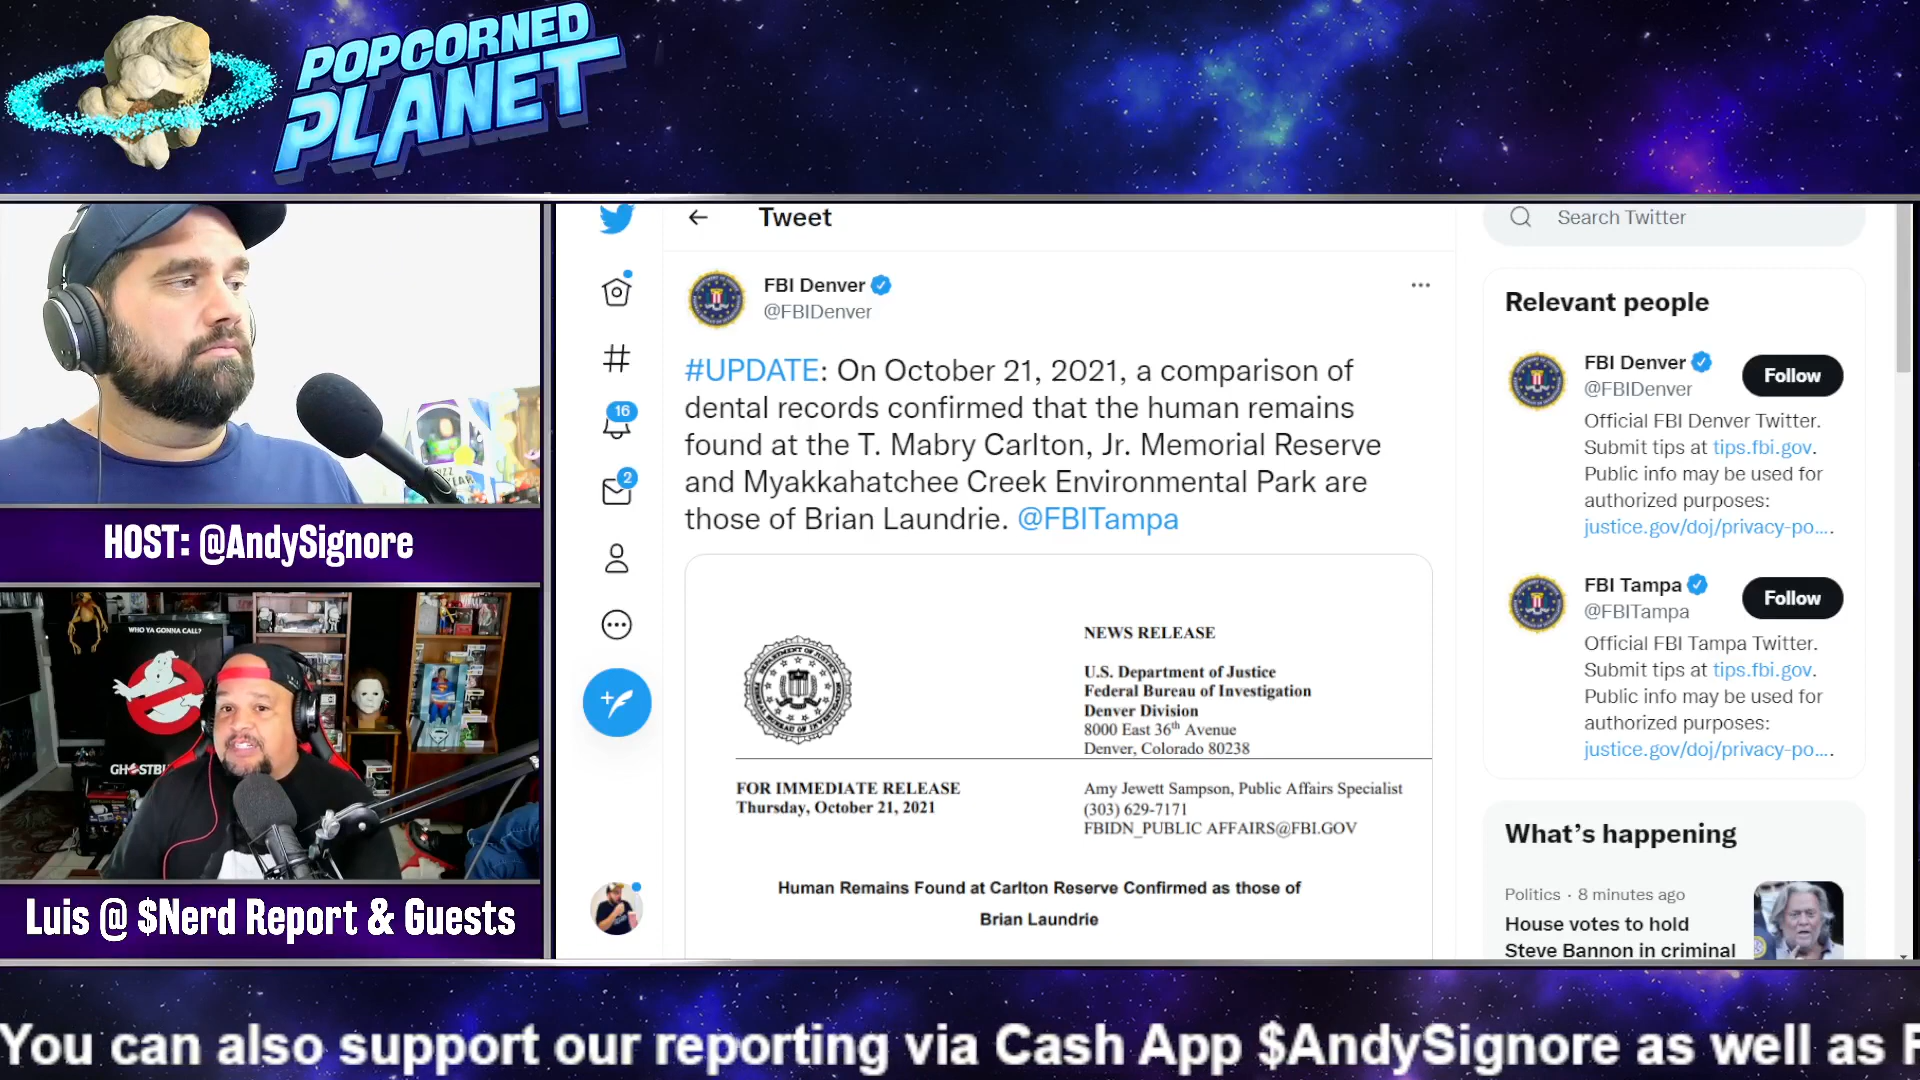 POPCORNED
PLANET
HOST: @AndySignore
WHO YA GONNA CALL?
Luis @ $Nerd Report & Guests
Tweet
Search Twitter
FBI Denver
@FBIDenver
#UPDATE: On October 21, 2021, a comparison of
dental records confirmed that the human remains
found at the T. Mabry Carlton, Jr. Memorial Reserve
and Myakkahatchee Creek Environmental Park are
those of Brian Laundrie. @FBITampa
16
2
NEWS RELEASE
U.S. Department of Justice
Federal Bureau of Investigation
Denver Division
8000 East 36th Avenue
Denver, Colorado 80238
FOR IMMEDIATE RELEASE
Thursday, October 21, 2021
Amy Jewett Sampson, Public Affairs Specialist
(303) 629-7171
FBIDN_PUBLIC AFFAIRS@FBI.GOV
Human Remains Found at Carlton Reserve Confirmed as those of
Brian Laundrie
Relevant people
FBI Denver
@FBIDenver
Follow
Official FBI Denver Twitter.
Submit tips at tips.fbi.gov.
Public info may be used for
authorized purposes:
justice.gov/doj/privacy-po….
FBI Tampa
@FBITampa
Follow
Official FBI Tampa Twitter.
Submit tips at tips.fbi.gov.
Public info may be used for
authorized purposes:
justice.gov/doj/privacy-po….
What's happening
Politics · 8 minutes ago
House votes to hold
Steve Bannon in criminal
You can also support our reporting via Cash App $AndySignore as well as